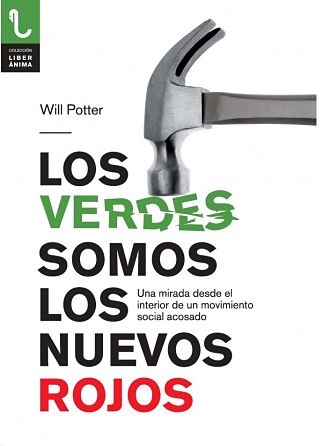 COLECCIÓN
LIBER
ÁNIMA
Will Potter
LOS
VERDES
SOMOS
LOS
Una mirada desde el
interior de un movimiento
social acosado
NUEVOS
ROJOS